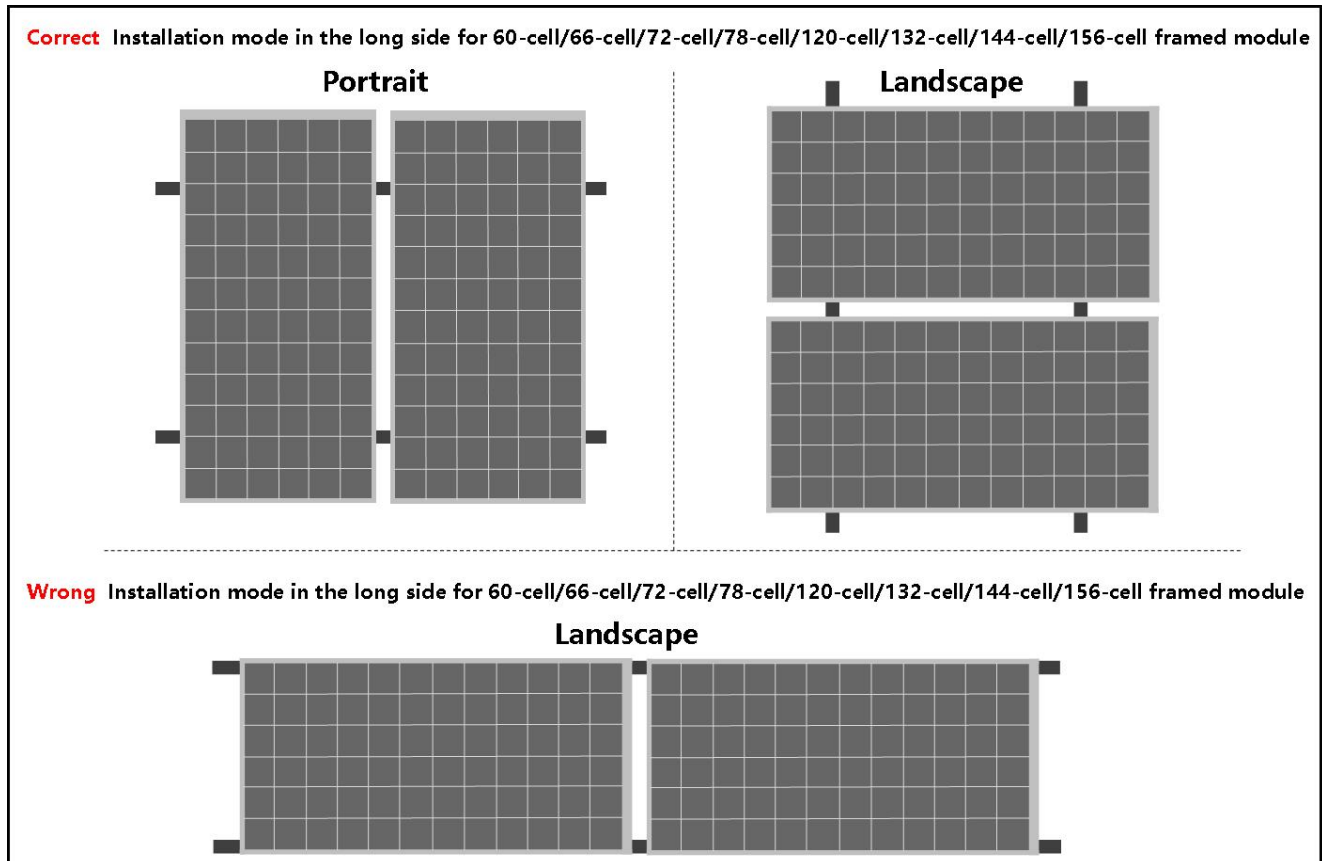 Correct Installation mode in the long side for 60-cell/66-cell/72-cell/78-cell/120-cell/132-cell/144-cell/156-cell framed module
Portrait
Landscape
Wrong Installation mode in the long side for 60-cell/66-cell/72-cell/78-cell/120-cell/132-cell/144-cell/156-cell framed module
Landscape